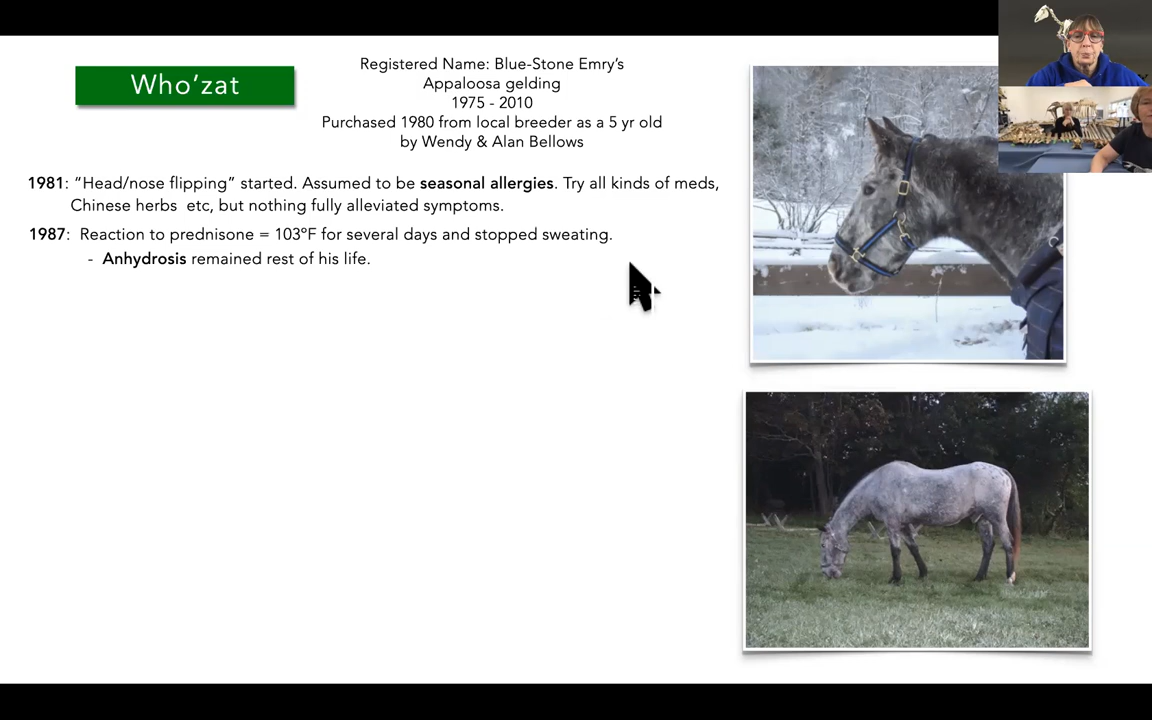 Who'zat
Registered Name: Blue-Stone Emry's
Appaloosa gelding
1975 - 2010
Purchased 1980 from local breeder as a 5 yr old
by Wendy & Alan Bellows
1981: “Head/nose flipping” started. Assumed to be seasonal allergies. Try all kinds of meds,
Chinese herbs etc, but nothing fully alleviated symptoms.
1987: Reaction to prednisone = 103ºF for several days and stopped sweating.
- Anhydrosis remained rest of his life.